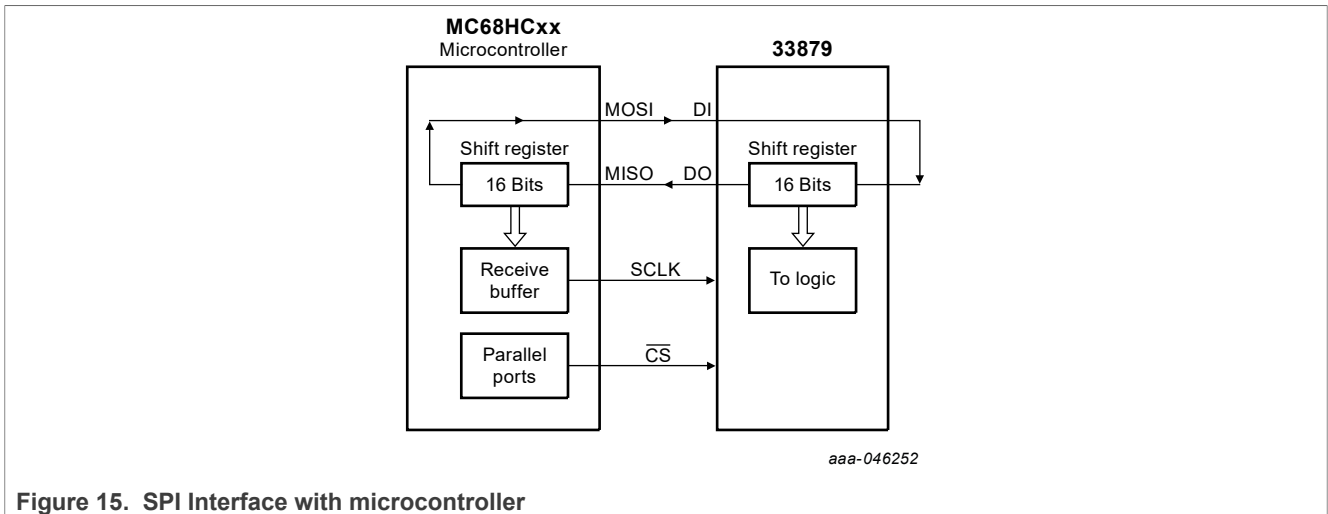 MC68HCxx
Microcontroller
33879
MOSI
DI
Shift register
16 Bits
MISO
DO
Shift register
16 Bits
Receive
buffer
SCLK
To logic
Parallel
ports
CS
aaa-046252
Figure 15. SPI Interface with microcontroller